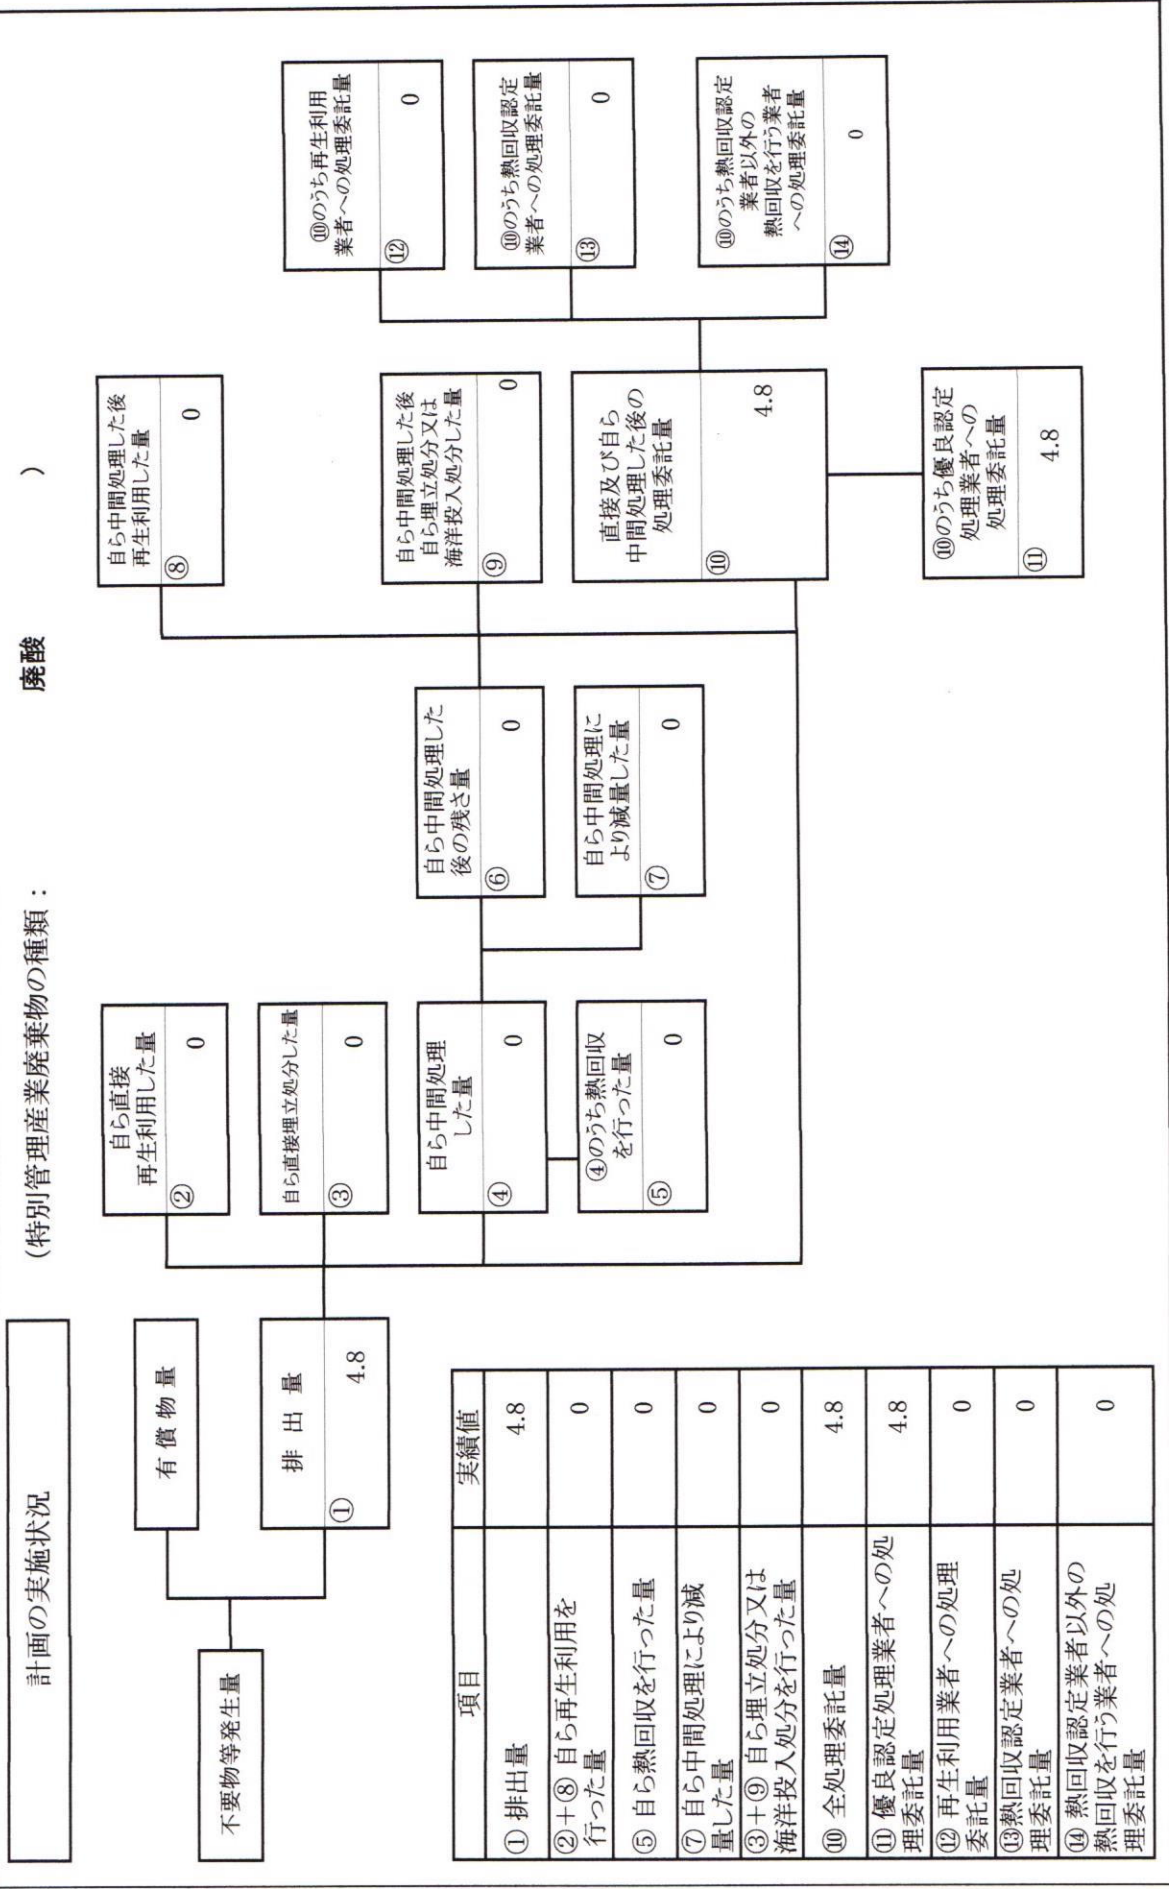 計画の実施状況
(特別管理産業廃棄物の種類：
廃酸
)
不要物等発生量
有 償 物 量
排 出 量
①
4.8
自ら直接
再生利用した量
②
0
自ら直接埋立処分した量
③
0
自ら中間処理
した量
④
0
④のうち熱回収
を行った量
⑤
0
自ら中間処理した
後の残さ量
⑥
0
自ら中間処理に
より減量した量
⑦
0
自ら中間処理した後
再生利用した量
⑧
0
自ら中間処理した後
自ら埋立処分又は
海洋投入処分した量
⑨
0
直接及び自ら
中間処理した後の
処理委託量
⑩
4.8
⑩のうち優良認定
処理業者への
処理委託量
⑪
4.8
⑩のうち再生利用
業者への処理委託量
⑫
0
⑩のうち熱回収認定
業者への処理委託量
⑬
0
⑩のうち熱回収認定
業者以外の
熱回収を行う業者
への処理委託量
⑭
0
項目
実績値
① 排出量
4.8
②＋⑧ 自ら再生利用を
行った量
0
⑤ 自ら熱回収を行った量
0
⑦ 自ら中間処理により減
量した量
0
③＋⑨ 自ら埋立処分又は
海洋投入処分を行った量
0
⑩ 全処理委託量
4.8
⑪ 優良認定処理業者への処
理委託量
4.8
⑫ 再生利用業者への処理
委託量
0
⑬熱回収認定業者への処
理委託量
0
⑭ 熱回収認定業者以外の
熱回収を行う業者への処
理委託量
0